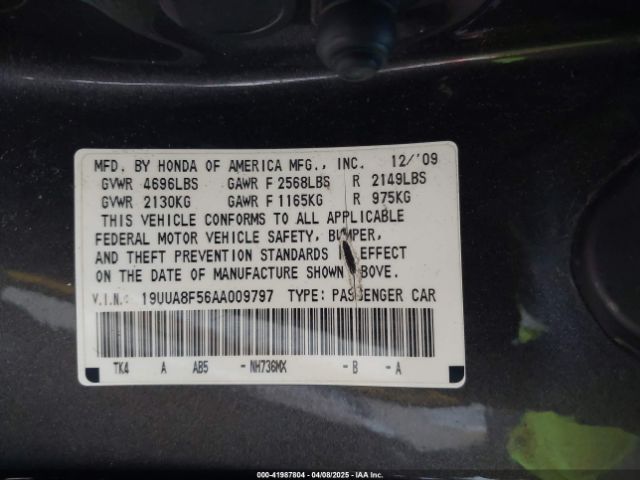 MFD. BY HONDA OF AMERICA MFG., INC. 12/'09
GVWR 4696LBS GAWR F 2568LBS R 2149LBS
GVWR 2130KG GAWR F 1165KG R 975KG
THIS VEHICLE CONFORMS TO ALL APPLICABLE
FEDERAL MOTOR VEHICLE SAFETY, BUMPER,
AND THEFT PREVENTION STANDARDS IN EFFECT
ON THE DATE OF MANUFACTURE SHOWN ABOVE.
V.I.N.: 19UUA8F56AA009797 TYPE: PASSENGER CAR
TK4 A AB5 - NH736MX - B - A
000-41987804 - 04/08/2025 - IAA Corp.